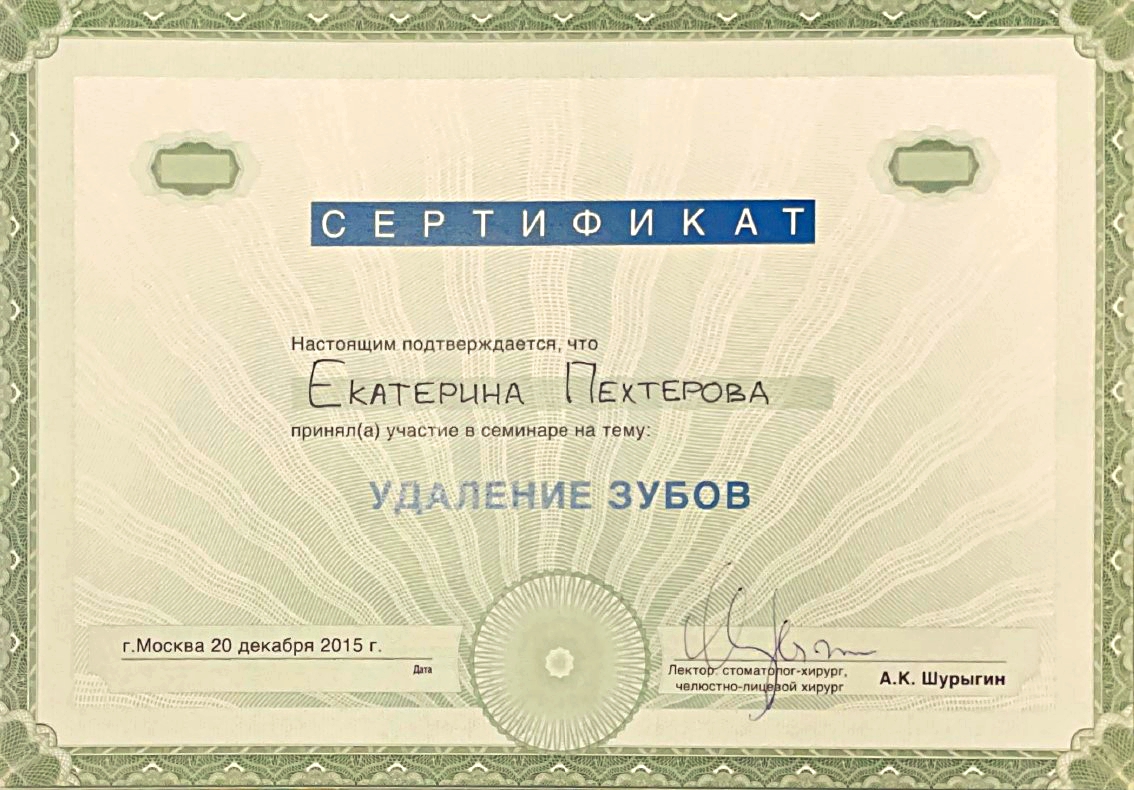 СЕРТИФИКАТ
Настоящим подтверждается, что
Екатерина Пехтерова
принял(а) участие в семинаре на тему:
УДАЛЕНИЕ ЗУБОВ
г.Москва 20 декабря 2015 г.
Дата
Лектор: стоматолог-хирург,
челюстно-лицевой хирург
А.К. Шурыгин